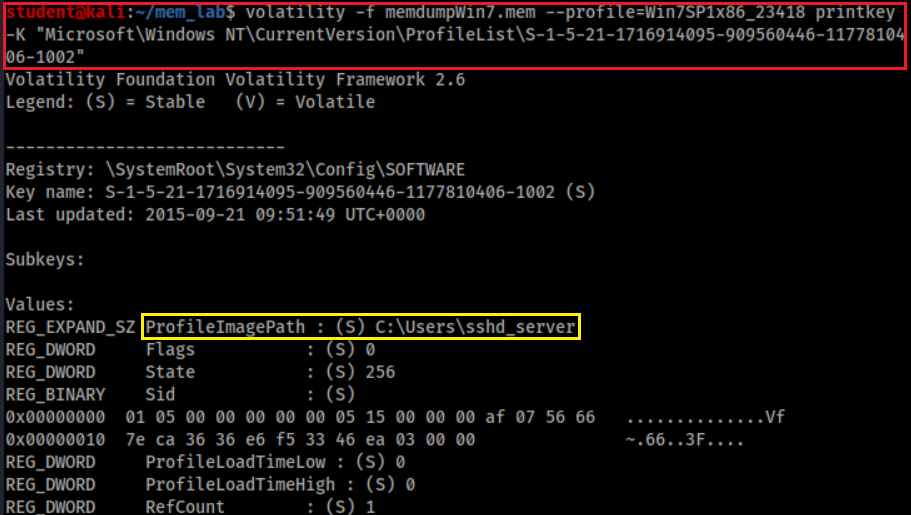 student@kali:~/mem_lab$ volatility -f memdumpWin7.mem --profile=Win7SP1x86_23418 printkey
-K "Microsoft\Windows NT\CurrentVersion\ProfileList\S-1-5-21-1716914095-909560446-11778104
06-1002"
Volatility Foundation Volatility Framework 2.6
Legend: (S) = Stable   (V) = Volatile
----------------------------
Registry: \SystemRoot\System32\Config\SOFTWARE
Key name: S-1-5-21-1716914095-909560446-1177810406-1002 (S)
Last updated: 2015-09-21 09:51:49 UTC+0000
Subkeys:
Values:
REG_EXPAND_SZ ProfileImagePath : (S) C:\Users\sshd_server
REG_DWORD     Flags           : (S) 0
REG_DWORD     State           : (S) 256
REG_BINARY    Sid             : (S)
0x00000000  01 05 00 00 00 00 00 05 15 00 00 00 af 07 56 66   ..............Vf
0x00000010  7e ca 36 36 e6 f5 33 46 ea 03 00 00               ~.66..3F....
REG_DWORD     ProfileLoadTimeLow : (S) 0
REG_DWORD     ProfileLoadTimeHigh : (S) 0
REG_DWORD     RefCount        : (S) 1